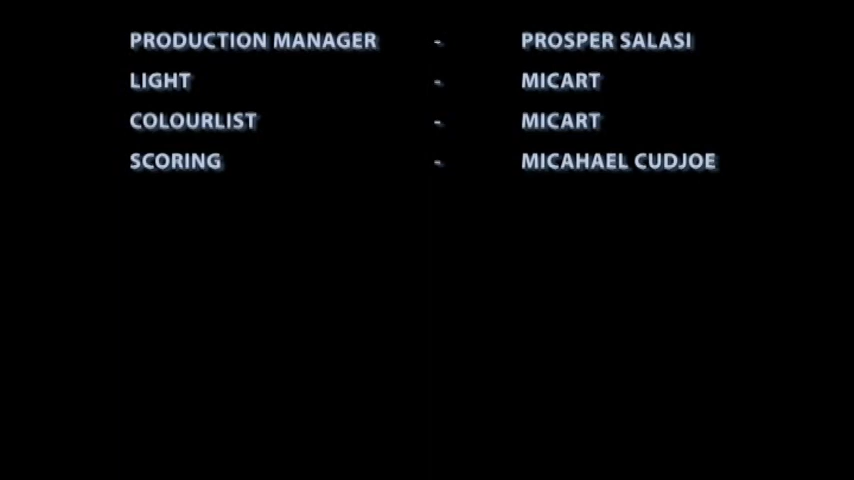 PRODUCTION MANAGER - PROSPER SALASI
LIGHT - MICART
COLOURLIST - MICART
SCORING - MICAHAEL CUDJOE